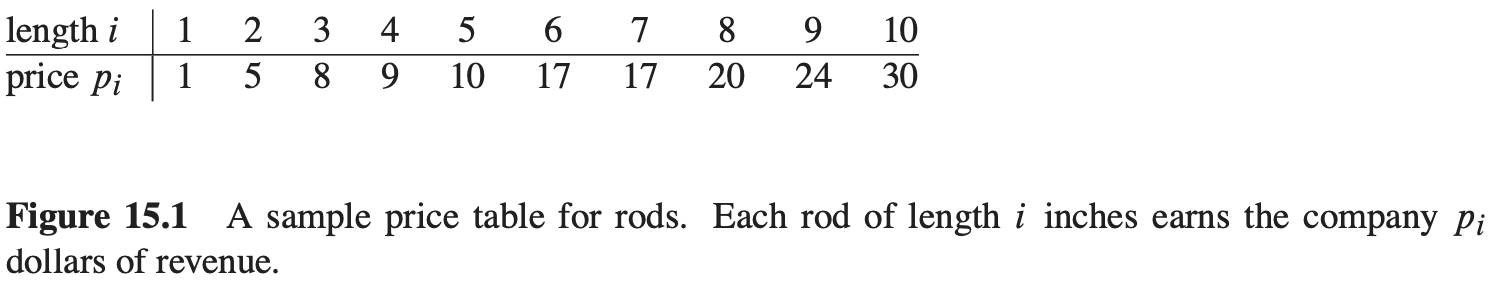 length i 1 2 3 4 5 6 7 8 9 10
price pi 1 5 8 9 10 17 17 20 24 30
Figure 15.1 A sample price table for rods. Each rod of length i inches earns the company pi
dollars of revenue.